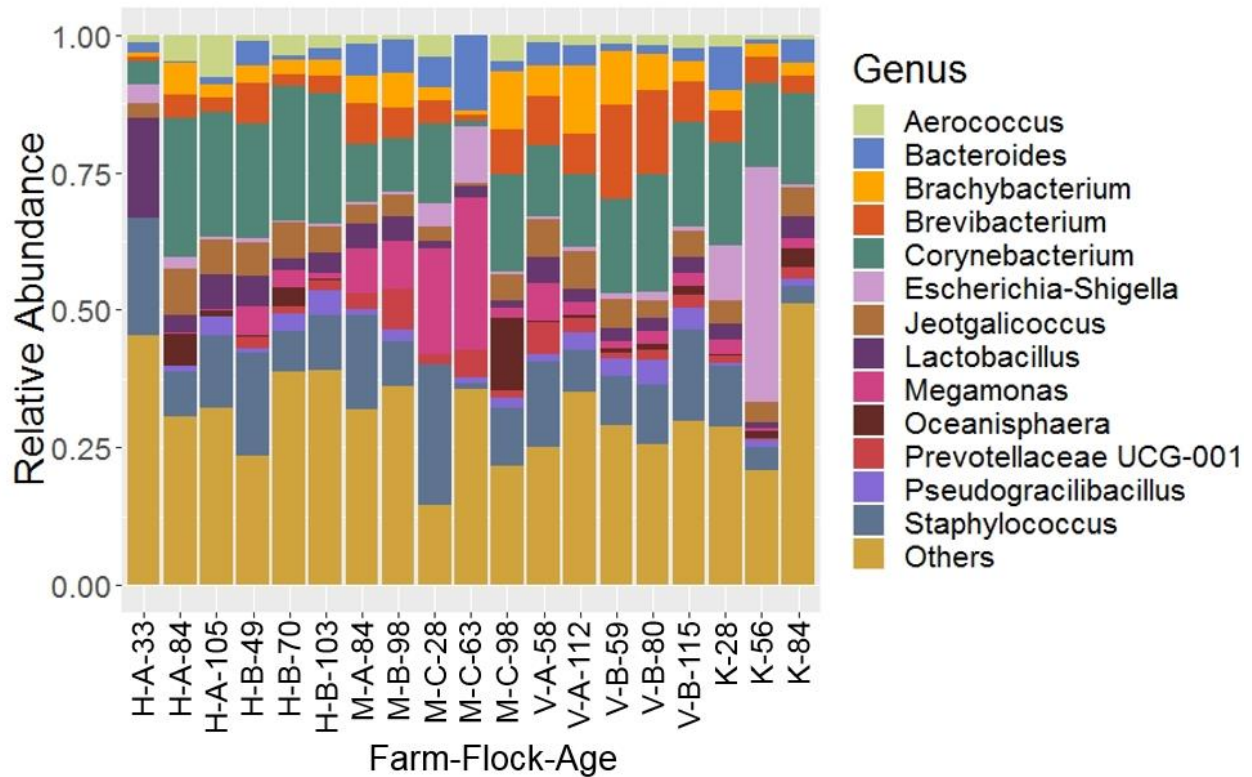 Relative Abundance
1.00
0.75
0.50
0.25
0.00
H-A-33
H-A-84
H-A-105
H-B-49
H-B-70
H-B-103
M-A-84
M-B-98
M-C-28
M-C-63
M-C-98
V-A-58
V-A-112
V-B-59
V-B-80
V-B-115
K-28
K-56
K-84
Farm-Flock-Age
Genus
Aerococcus
Bacteroides
Brachybacterium
Brevibacterium
Corynebacterium
Escherichia-Shigella
Jeotgalicoccus
Lactobacillus
Megamonas
Oceanisphaera
Prevotellaceae UCG-001
Pseudogracilibacillus
Staphylococcus
Others